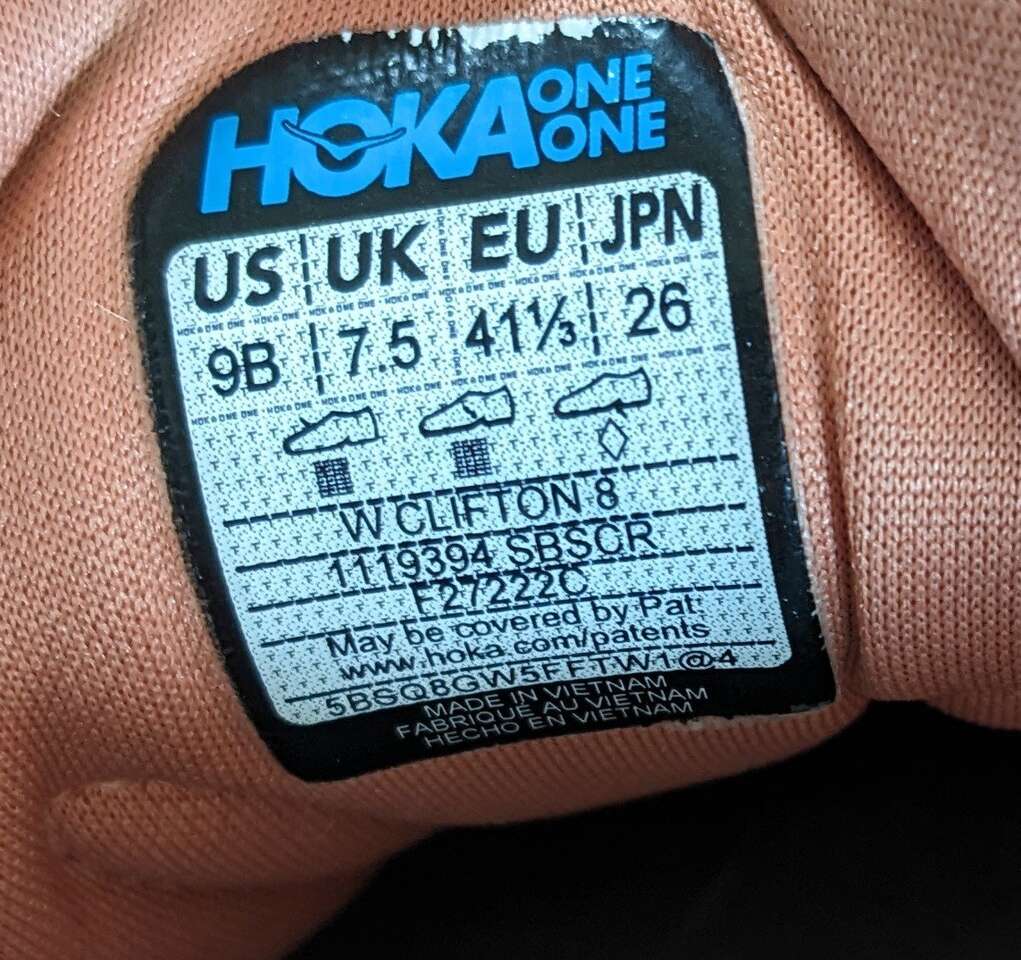 HOKA ONE ONE
US UK EU JPN
9B 7.5 41⅓ 26
W CLIFTON 8
1119394 SBSCR
F27222C
May be covered by Pat:
www.hoka.com/patents
5BSQ8GW5FFTW1@4
MADE IN VIETNAM
FABRIQUÉ AU VIETNAM
HECHO EN VIETNAM